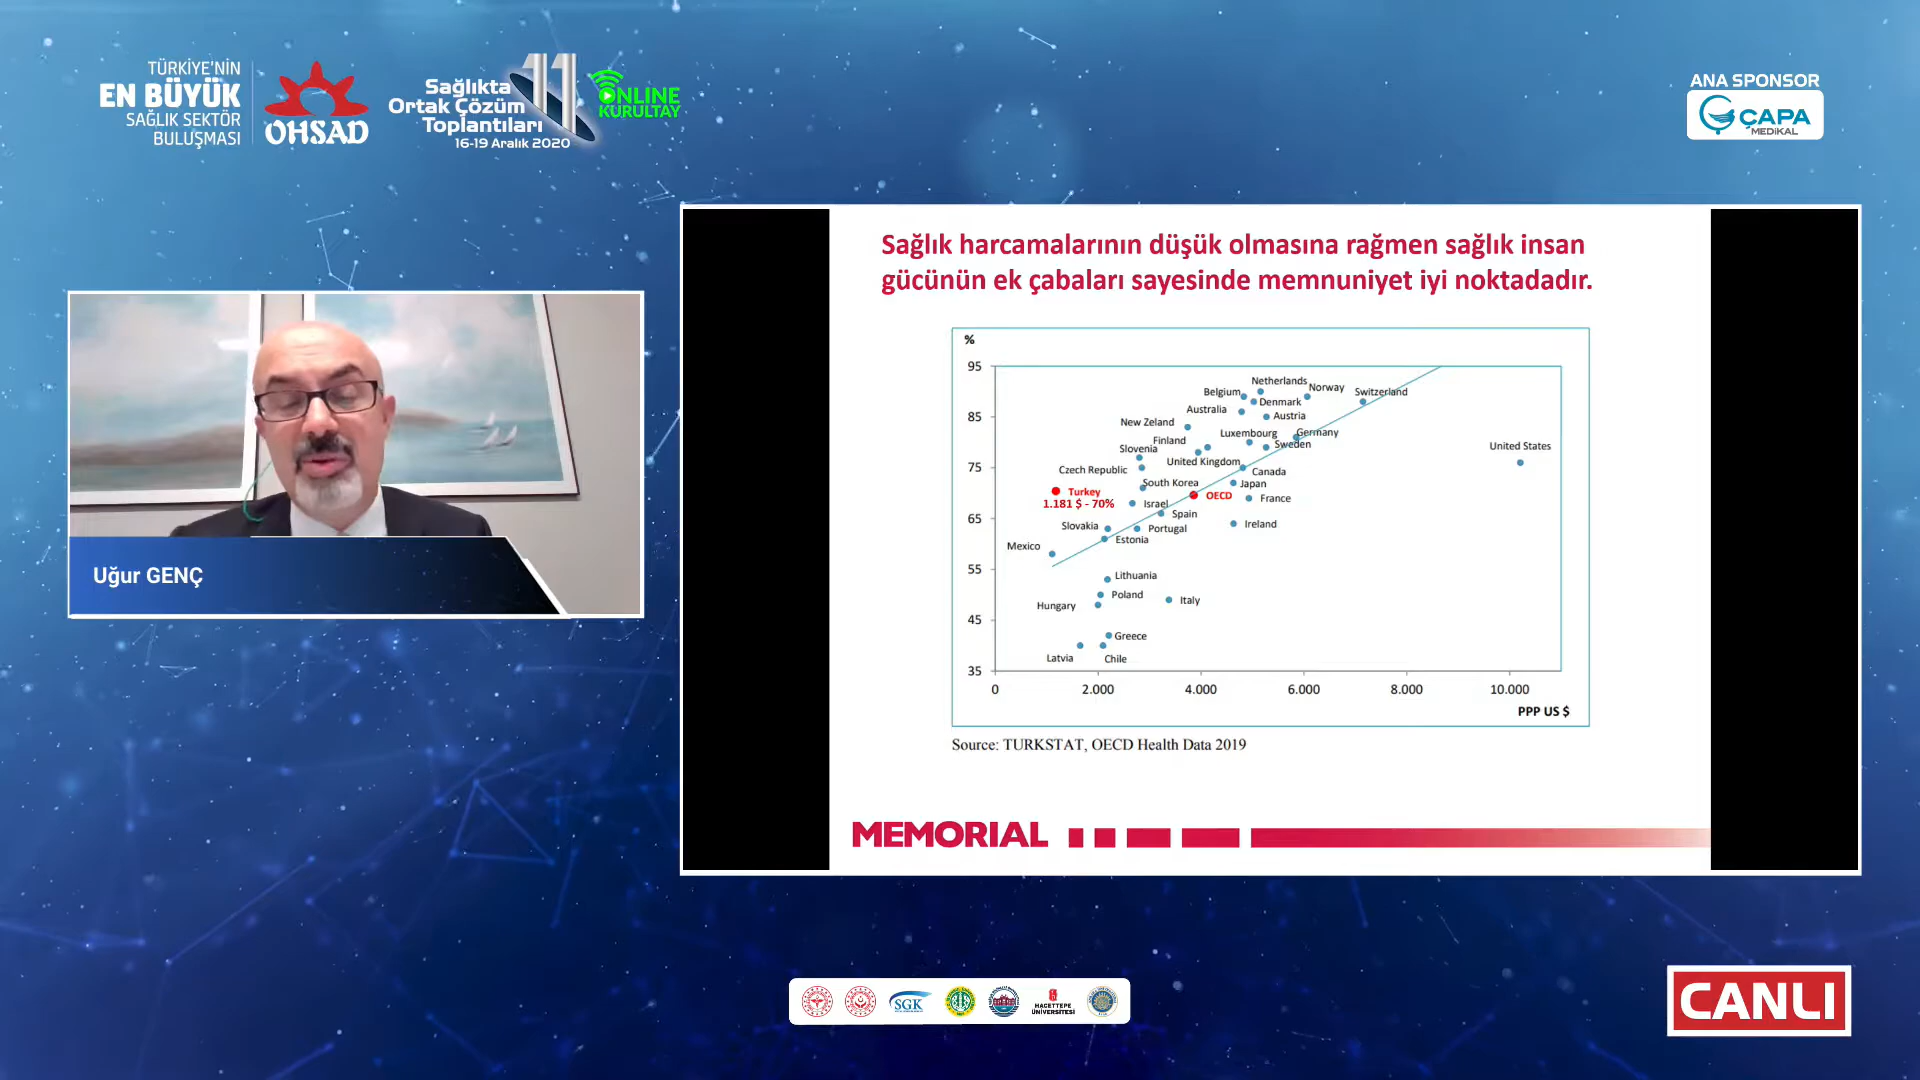 TÜRKİYE'NİN
EN BÜYÜK
SAĞLIK SEKTÖR
BULUŞMASI
OHSAD
Sağlıkta
Ortak Çözüm
Toplantıları
11
16-19 Aralık 2020
ONLINE
KURULTAY
ANA SPONSOR
ÇAPA
MEDİKAL
Uğur GENÇ
Sağlık harcamalarının düşük olmasına rağmen sağlık insan
gücünün ek çabaları sayesinde memnuniyet iyi noktadadır.
%
95
85
75
65
55
45
35
Netherlands
Belgium
Norway
Switzerland
Denmark
Australia
Austria
New Zeland
Luxembourg
Germany
Finland
Sweden
United States
Slovenia
United Kingdom
Czech Republic
Canada
South Korea
Japan
Turkey
1.181 $ - 70%
OECD
France
Israel
Spain
Slovakia
Portugal
Ireland
Estonia
Mexico
Lithuania
Poland
Hungary
Italy
Greece
Latvia
Chile
0
2.000
4.000
6.000
8.000
10.000
PPP US $
Source: TURKSTAT, OECD Health Data 2019
MEMORIAL
SGK
HACETTEPE
ÜNİVERSİTESİ
CANLI